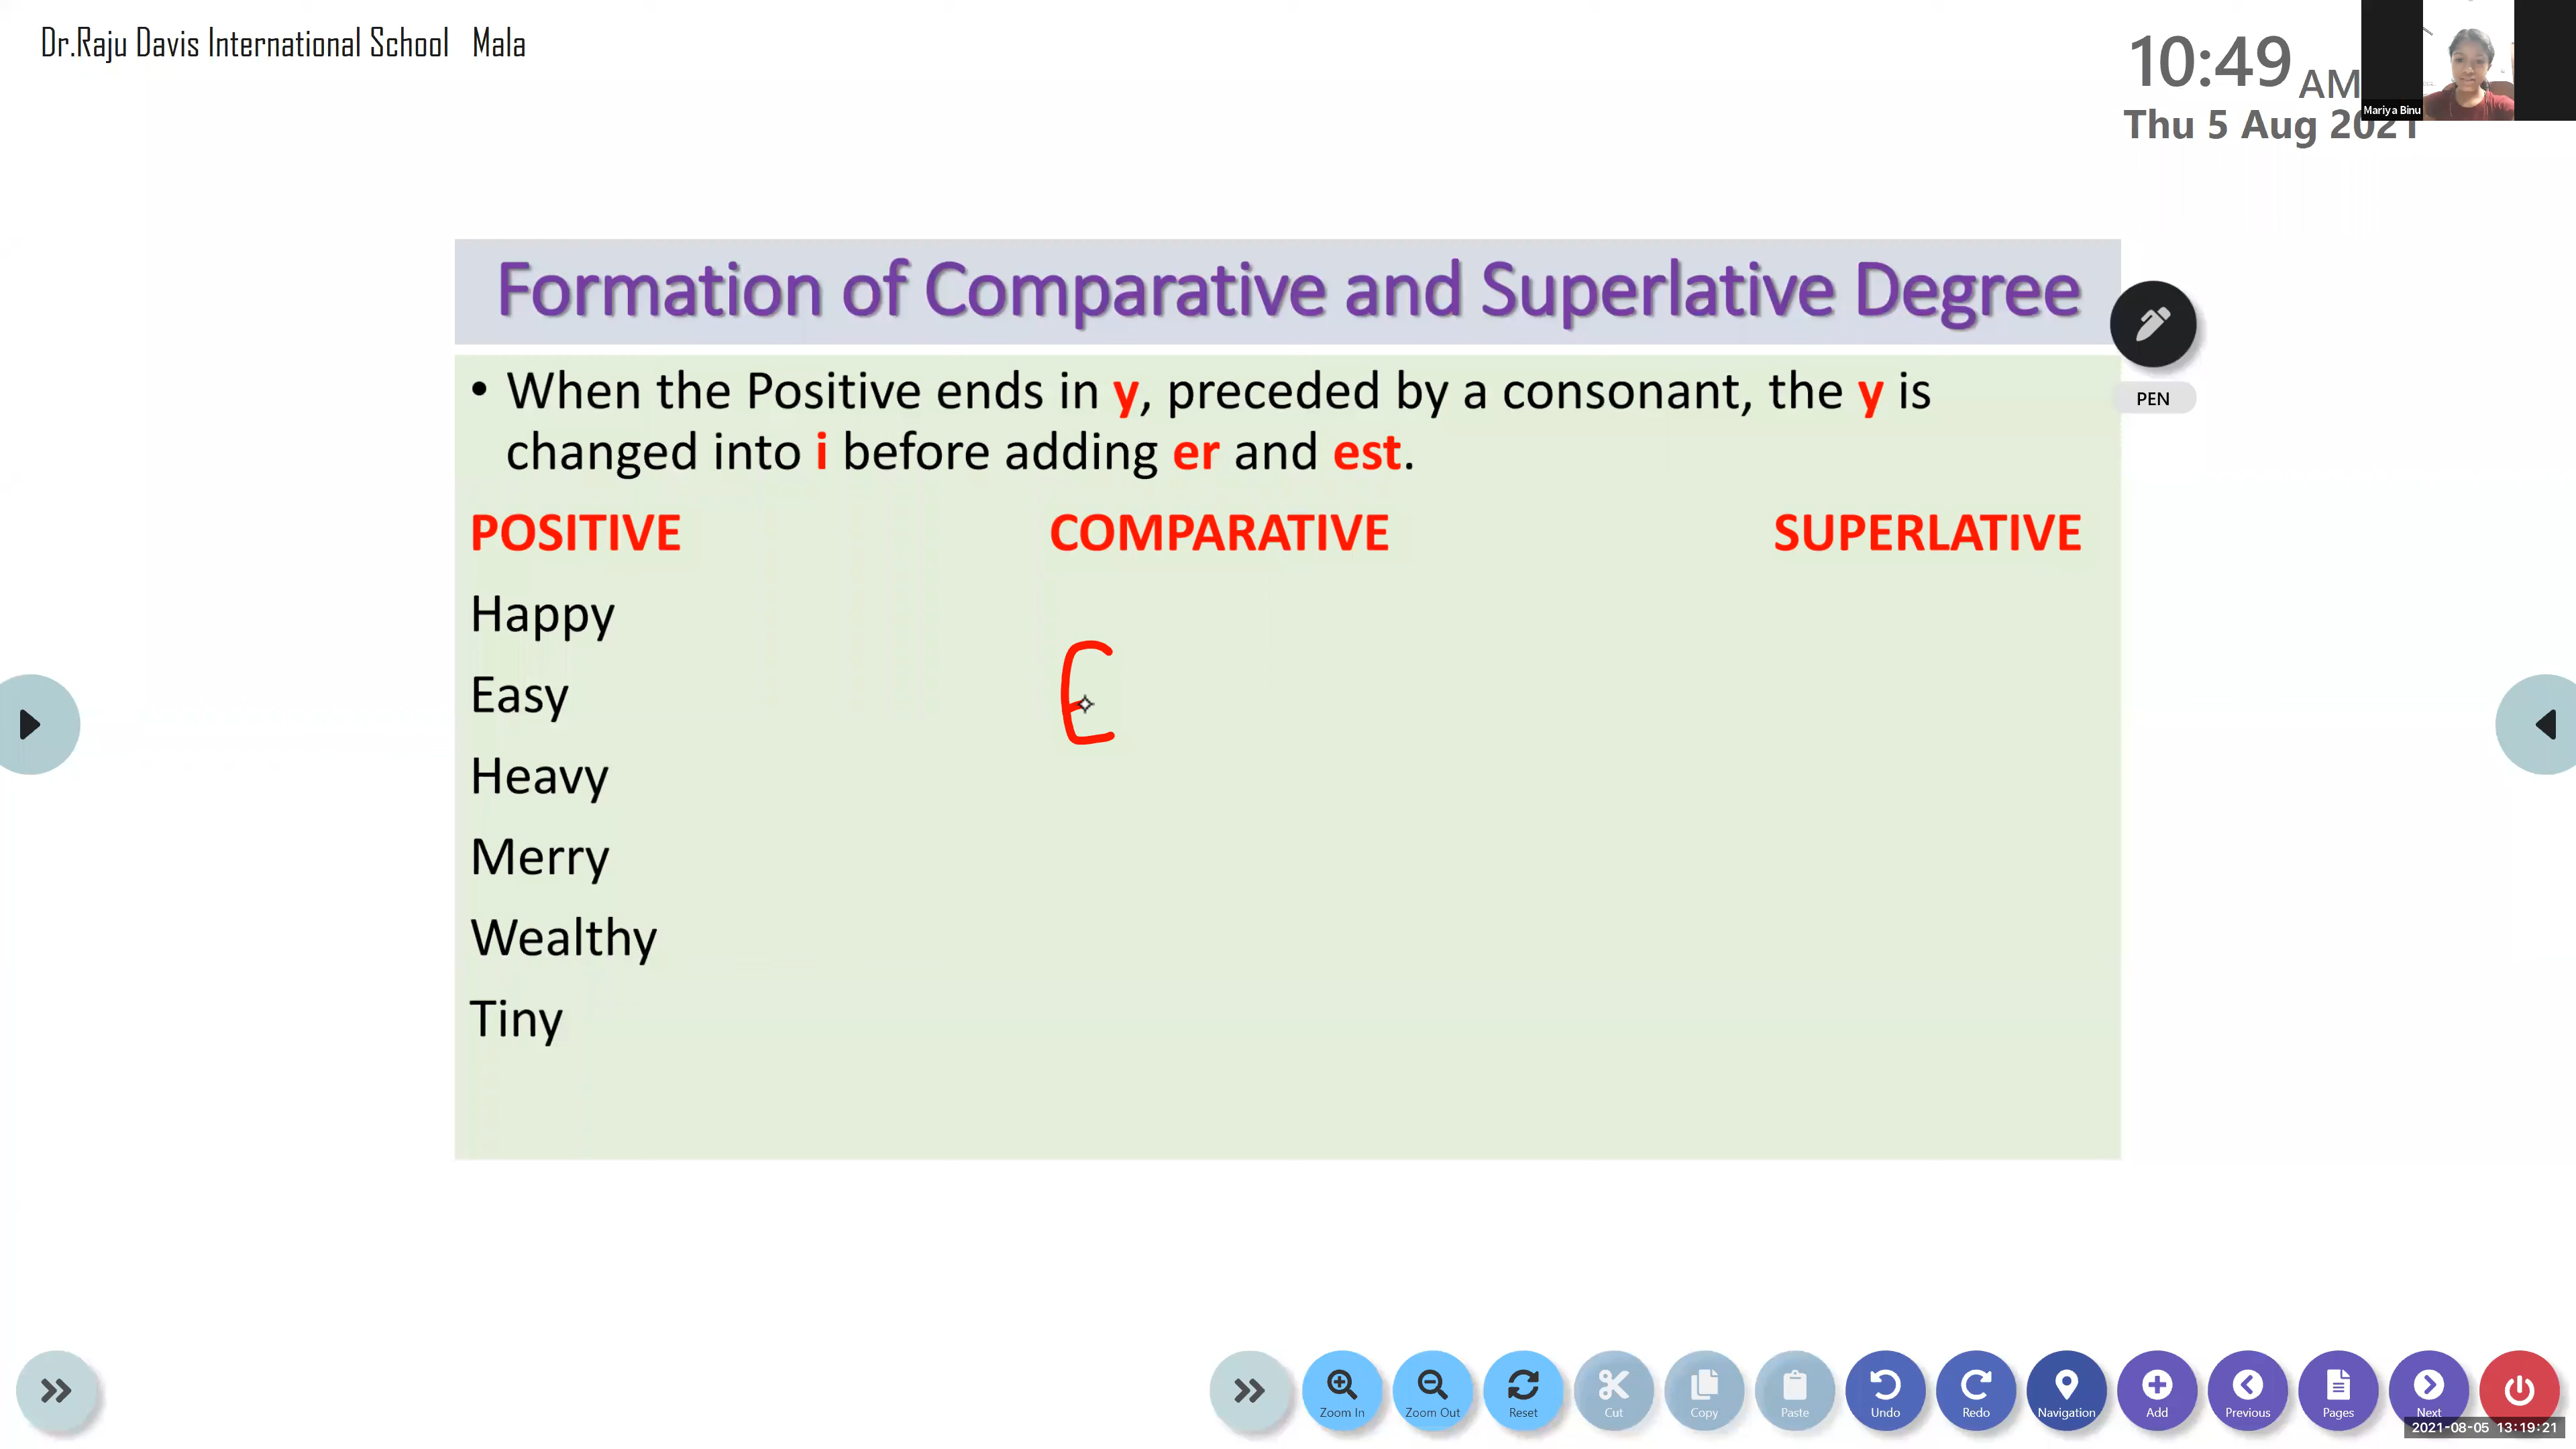 Dr.Raju Davis International School Mala
10:49 AM
Mariya Binu
Thu 5 Aug 2021
Formation of Comparative and Superlative Degree
• When the Positive ends in y, preceded by a consonant, the y is
changed into i before adding er and est.
PEN
POSITIVE COMPARATIVE SUPERLATIVE
Happy
Easy E
Heavy
Merry
Wealthy
Tiny
Zoom In Zoom Out Reset Cut Copy Paste Undo Redo Navigation Add Previous Pages Next
2021-08-05 13:19:21